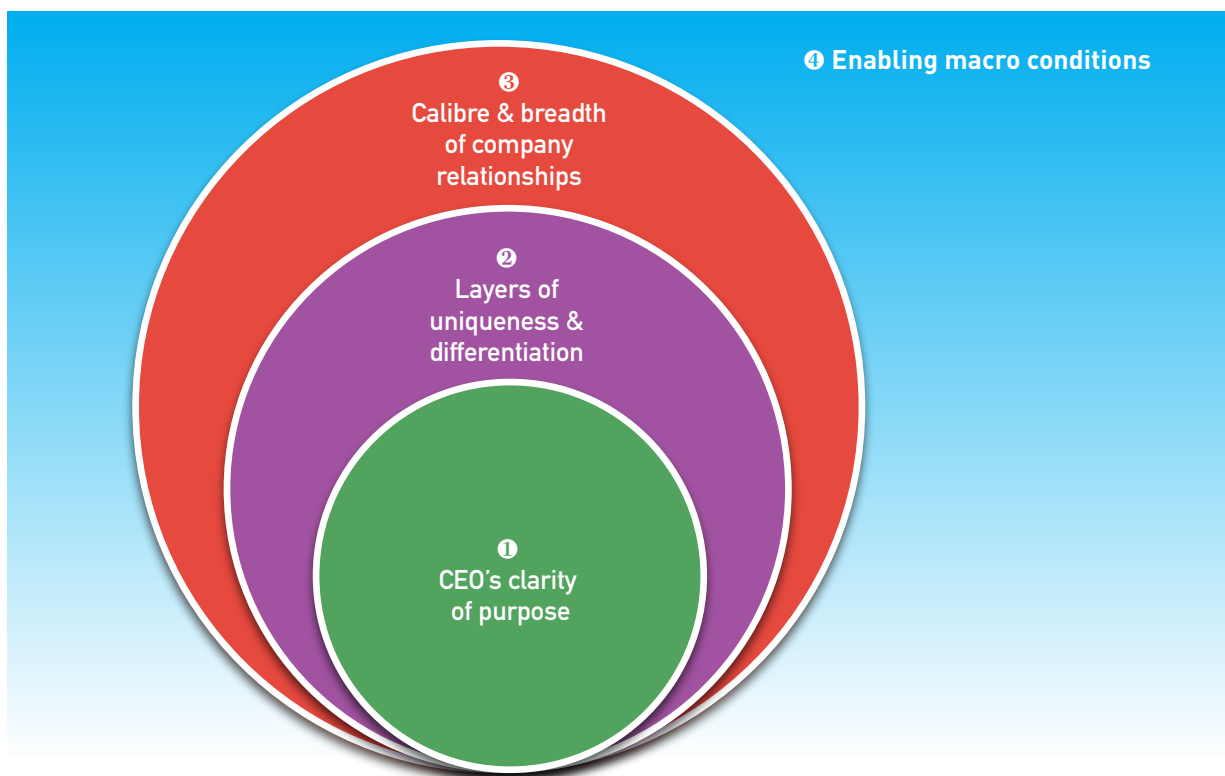 ❹ Enabling macro conditions
❸
Calibre & breadth
of company
relationships
❷
Layers of
uniqueness &
differentiation
❶
CEO’s clarity
of purpose